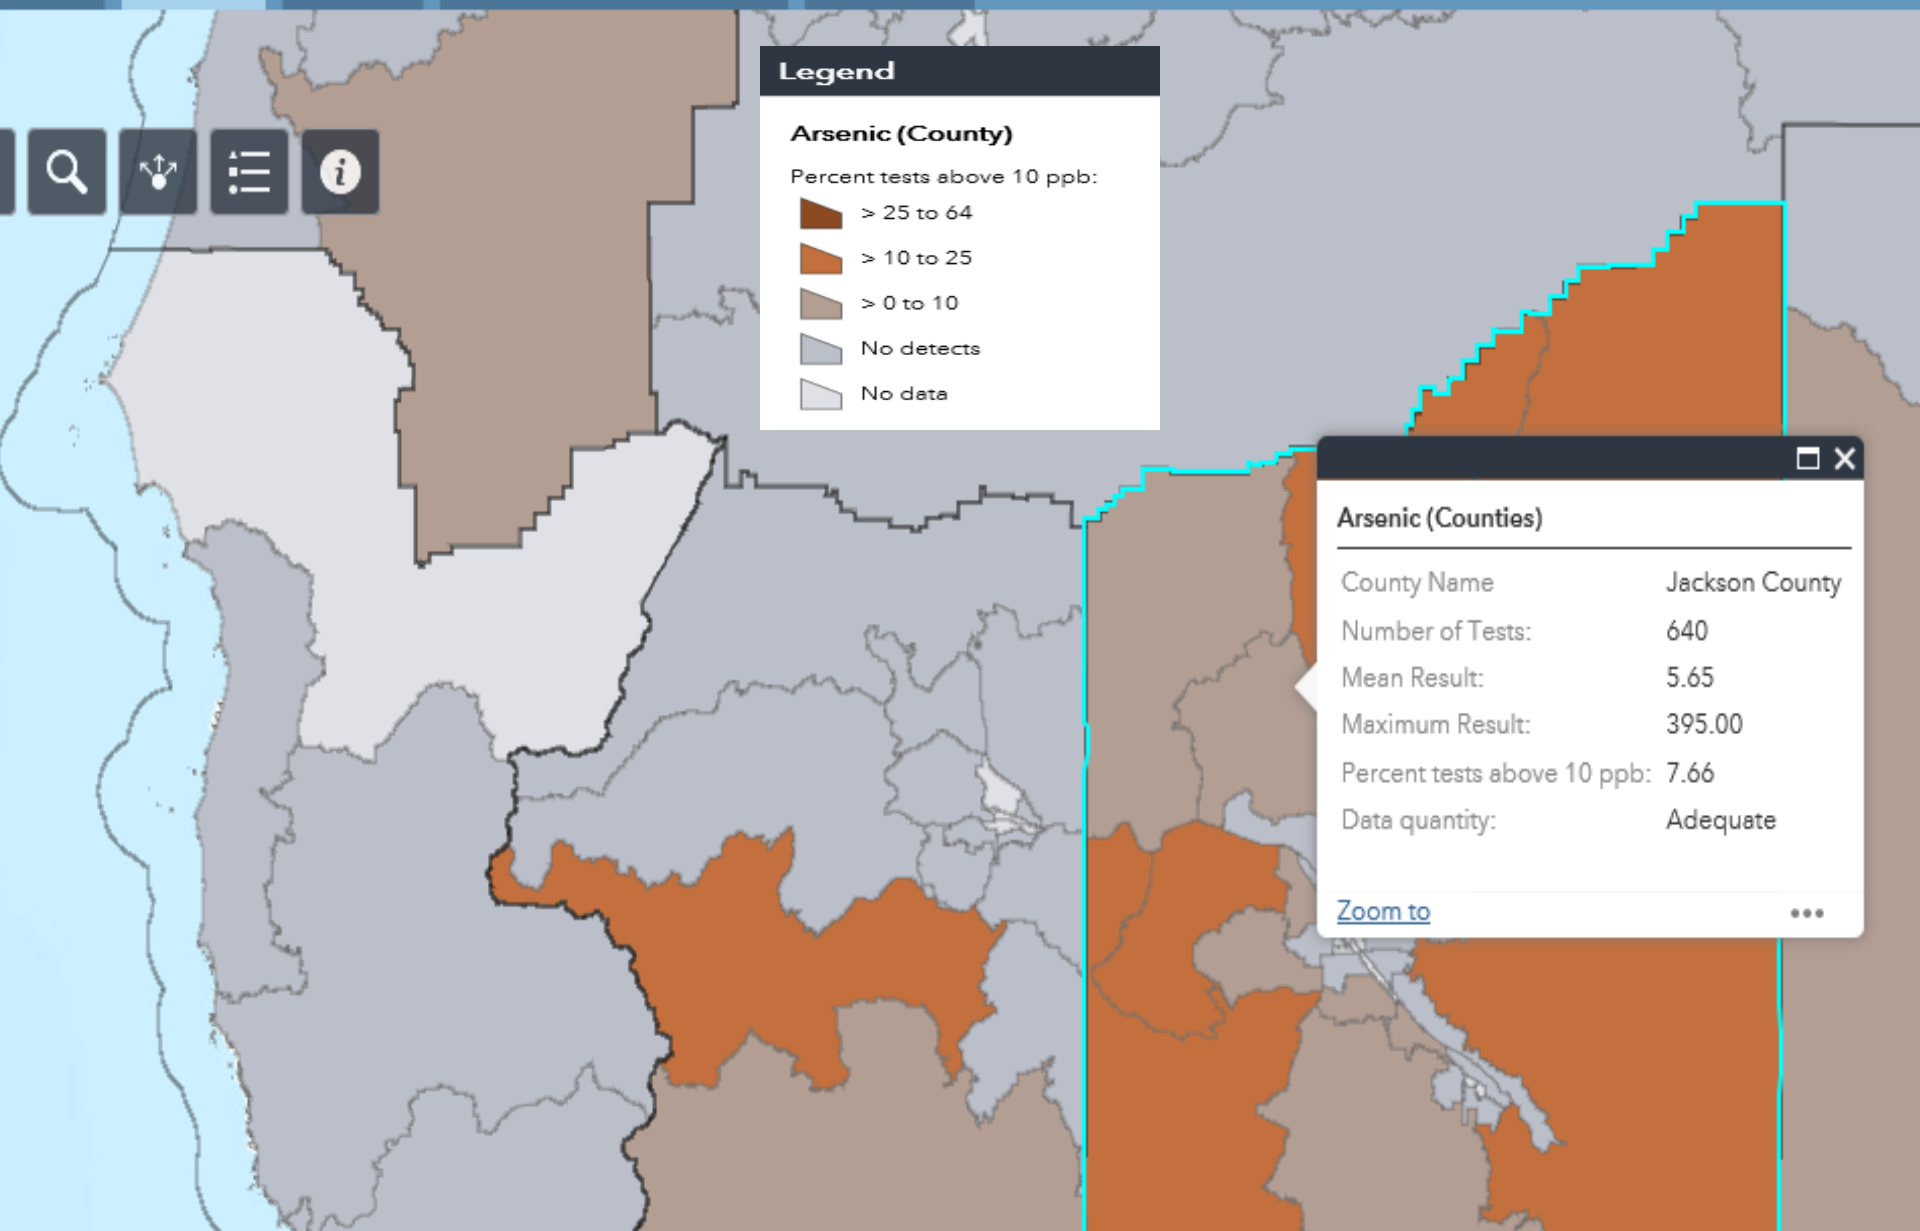 Legend
Arsenic (County)
Percent tests above 10 ppb:
> 25 to 64
> 10 to 25
> 0 to 10
No detects
No data
Arsenic (Counties)
County Name Jackson County
Number of Tests: 640
Mean Result: 5.65
Maximum Result: 395.00
Percent tests above 10 ppb: 7.66
Data quantity: Adequate
Zoom to